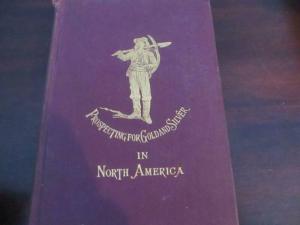 PROSPECTING FOR GOLD AND SILVER
IN
NORTH AMERICA